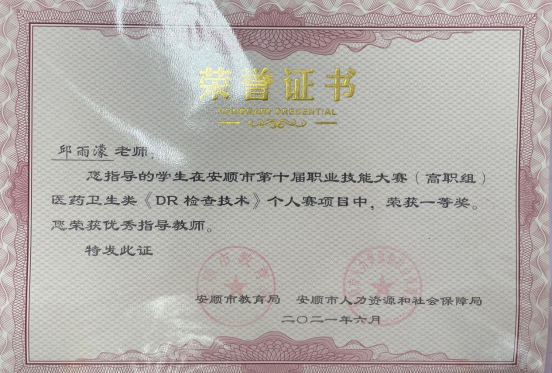 荣誉证书
HONORARY CREDENTIAL
邱雨濛 老师:
您指导的学生在安顺市第十届职业技能大赛（高职组）
医药卫生类《DR 检查技术》个人赛项目中，荣获一等奖。
您荣获优秀指导教师。
特发此证
安顺市教育局 安顺市人力资源和社会保障局
二〇二一年六月